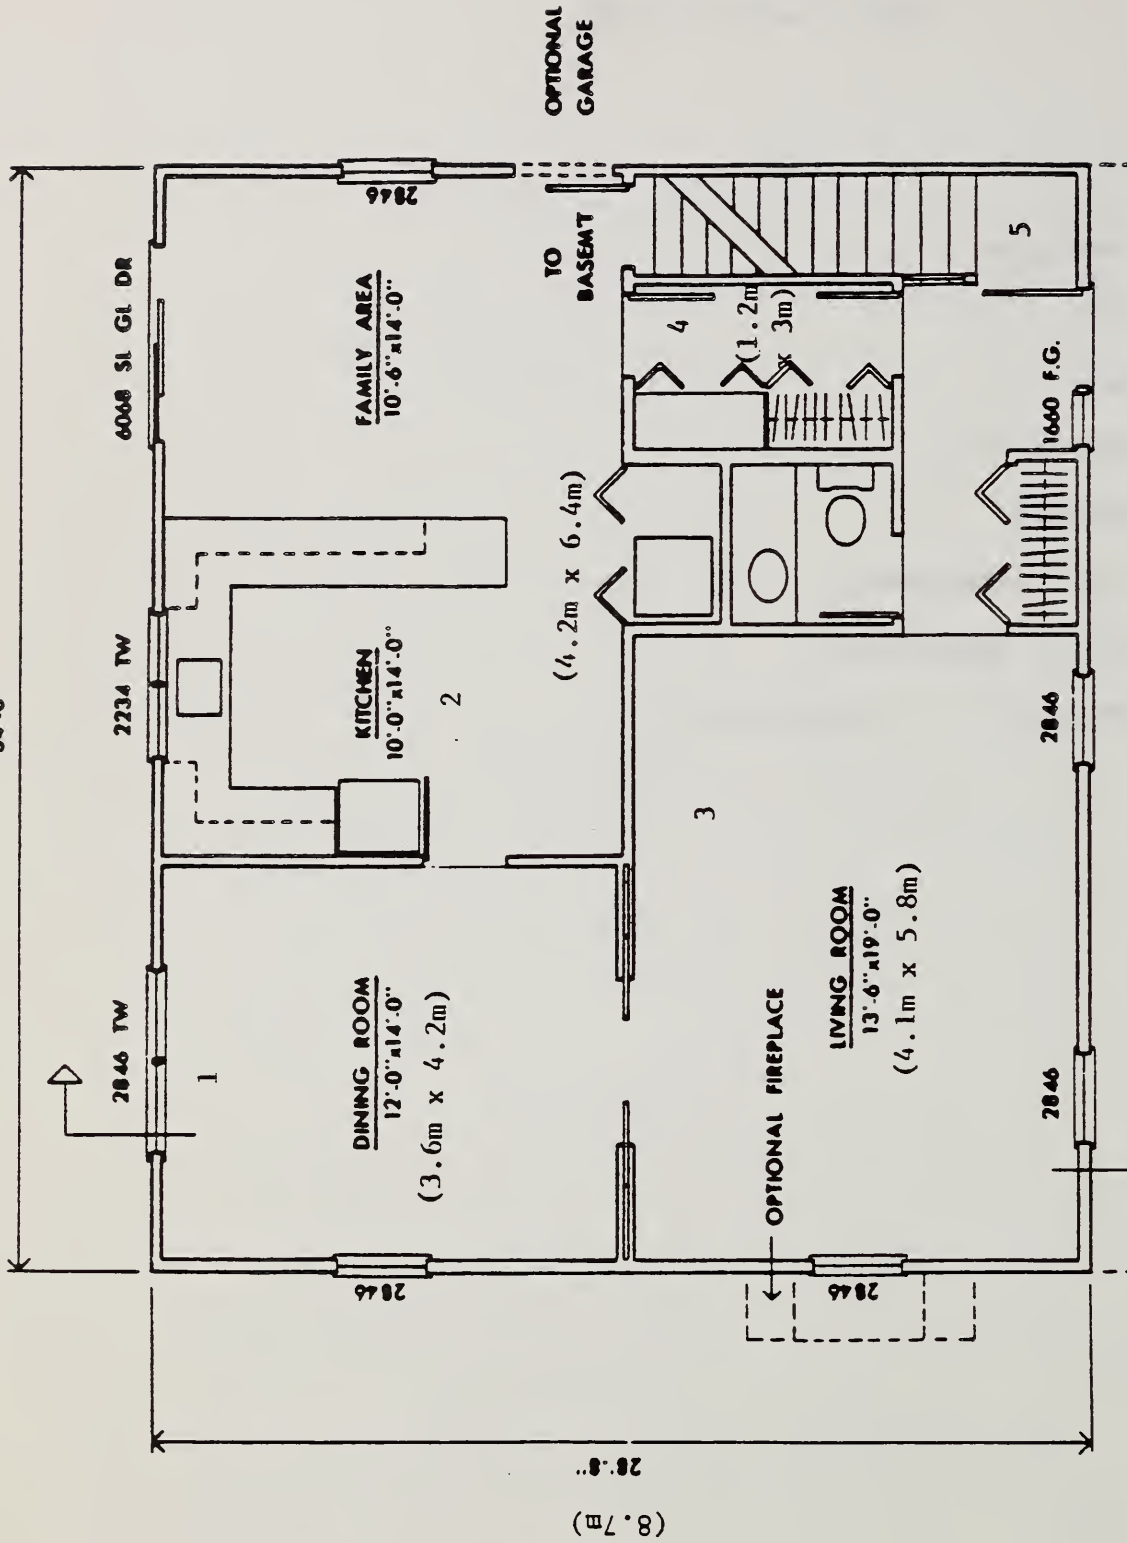 OPTIONAL
GARAGE
6068 SL GL DR
2846
FAMILY AREA
10'-6"x14'-0"
TO
BASEMT
5
4
(1.2m
x 3m)
1660 F.G.
2234 TW
KITCHEN
10'-0"x14'-0"
2
(4.2m x 6.4m)
2846
3
2846 TW
1
DINING ROOM
12'-0"x14'-0"
(3.6m x 4.2m)
LIVING ROOM
13'-6"x19'-0"
(4.1m x 5.8m)
OPTIONAL FIREPLACE
2846
2846
2846
28'-8"
(8.7m)